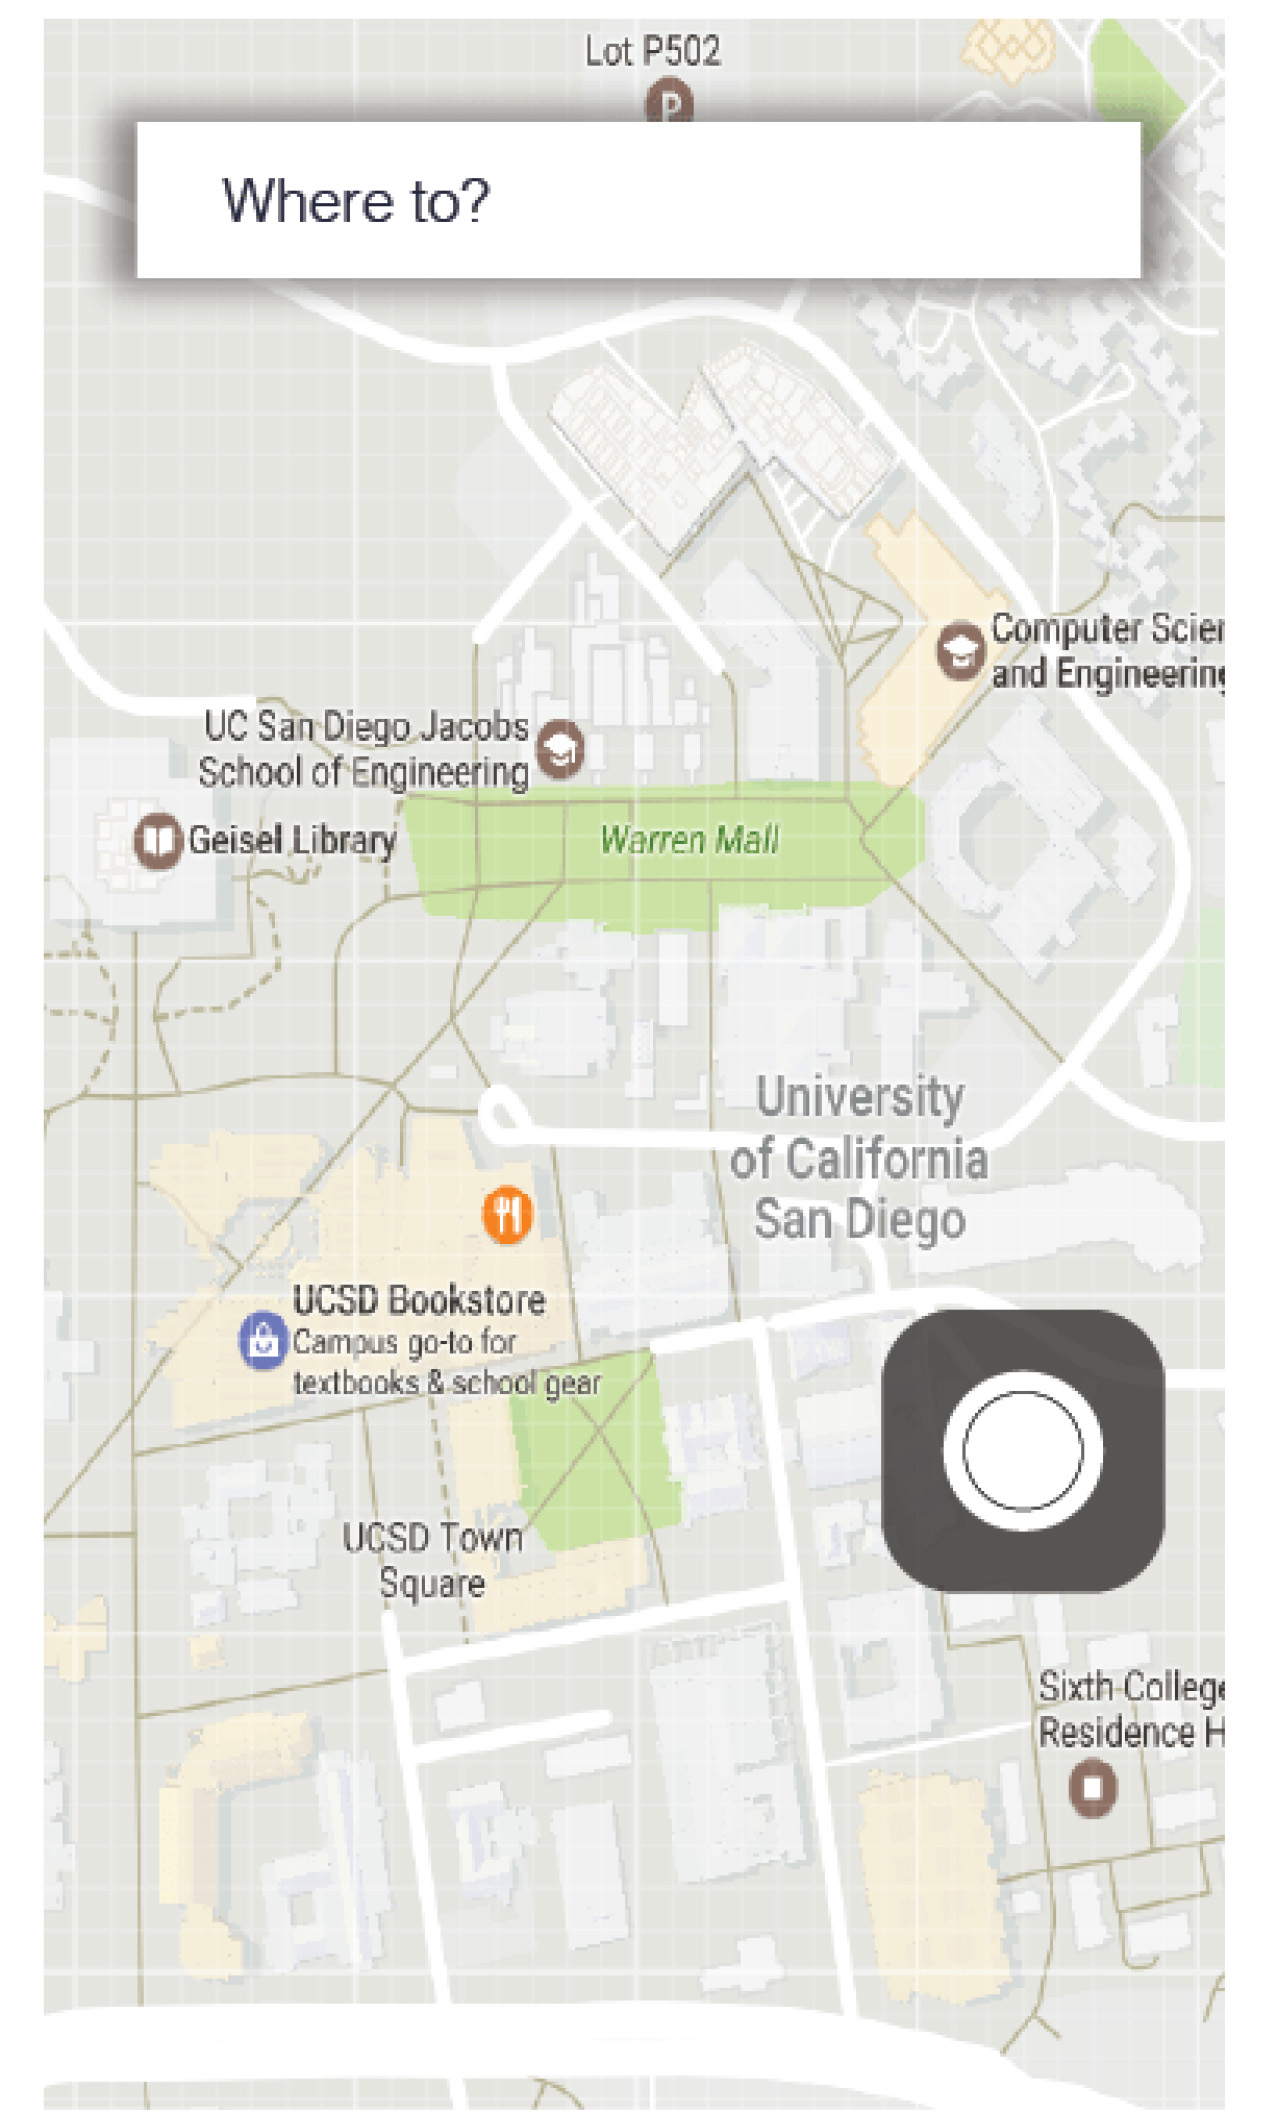 Lot P502
P
Where to?
Computer Scien
and Engineering
UC San Diego Jacobs
School of Engineering
Geisel Library
Warren Mall
University
of California
San Diego
UCSD Bookstore
Campus go-to for
textbooks & school gear
UCSD Town
Square
Sixth College
Residence H